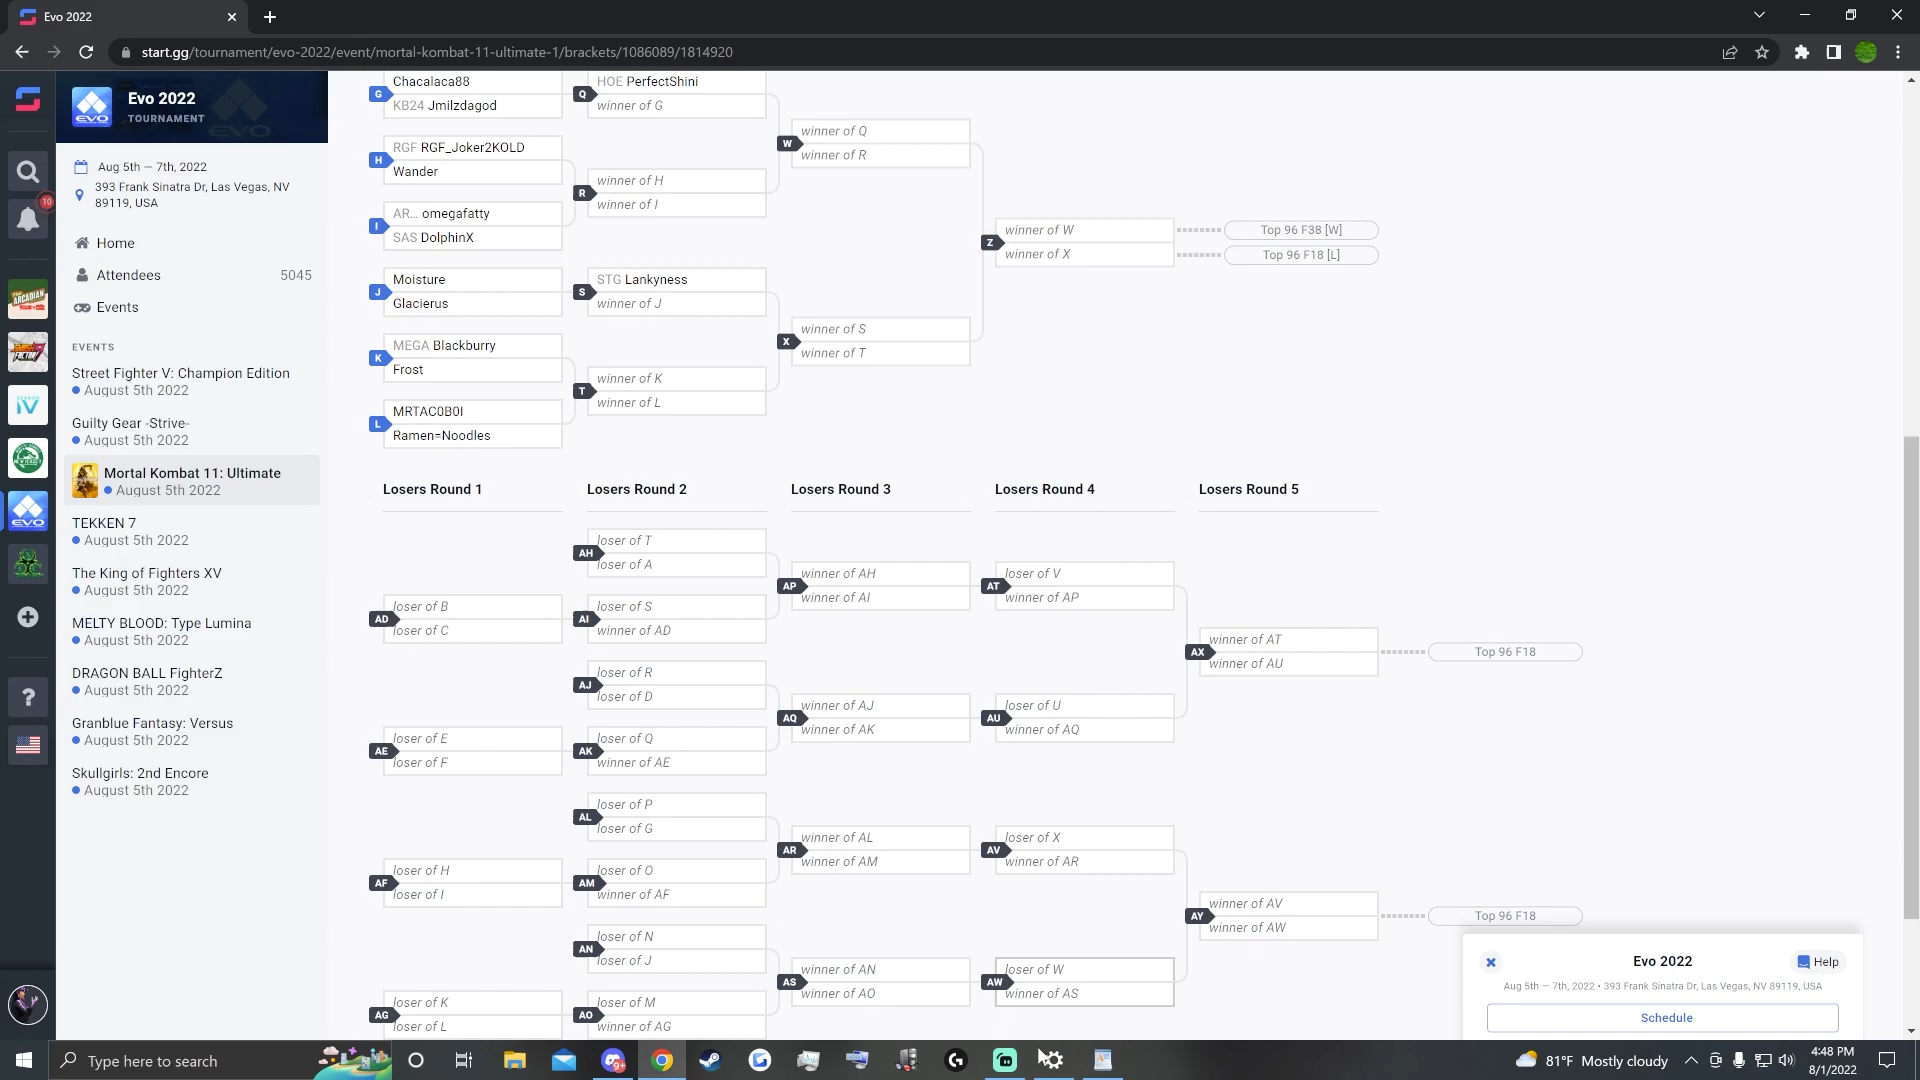 Evo 2022
start.gg/tournament/evo-2022/event/mortal-kombat-11-ultimate-1/brackets/1086089/1814920
Evo 2022
TOURNAMENT
EVO
Aug 5th — 7th, 2022
393 Frank Sinatra Dr, Las Vegas, NV
89119, USA
10
Home
Attendees 5045
Events
EVENTS
Street Fighter V: Champion Edition
August 5th 2022
Guilty Gear -Strive-
August 5th 2022
Mortal Kombat 11: Ultimate
August 5th 2022
TEKKEN 7
August 5th 2022
The King of Fighters XV
August 5th 2022
MELTY BLOOD: Type Lumina
August 5th 2022
DRAGON BALL FighterZ
August 5th 2022
Granblue Fantasy: Versus
August 5th 2022
Skullgirls: 2nd Encore
August 5th 2022
G
Chacalaca88
KB24 Jmilzdagod
H
RGF RGF_Joker2KOLD
Wander
I
AR... omegafatty
SAS DolphinX
J
Moisture
Glacierus
K
MEGA Blackburry
Frost
L
MRTAC0B0I
Ramen=Noodles
Q
HOE PerfectShini
winner of G
R
winner of H
winner of I
S
STG Lankyness
winner of J
T
winner of K
winner of L
W
winner of Q
winner of R
X
winner of S
winner of T
Z
winner of W
winner of X
Top 96 F38 [W]
Top 96 F18 [L]
Losers Round 1
Losers Round 2
Losers Round 3
Losers Round 4
Losers Round 5
AD
loser of B
loser of C
AE
loser of E
loser of F
AF
loser of H
loser of I
AG
loser of K
loser of L
AH
loser of T
loser of A
AI
loser of S
winner of AD
AJ
loser of R
loser of D
AK
loser of Q
winner of AE
AL
loser of P
loser of G
AM
loser of O
winner of AF
AN
loser of N
loser of J
AO
loser of M
winner of AG
AP
winner of AH
winner of AI
AQ
winner of AJ
winner of AK
AR
winner of AL
winner of AM
AS
winner of AN
winner of AO
AT
loser of V
winner of AP
AU
loser of U
winner of AQ
AV
loser of X
winner of AR
AW
loser of W
winner of AS
AX
winner of AT
winner of AU
Top 96 F18
AY
winner of AV
winner of AW
Top 96 F18
Evo 2022
Help
Aug 5th — 7th, 2022 • 393 Frank Sinatra Dr, Las Vegas, NV 89119, USA
Schedule
Type here to search
9+
81°F Mostly cloudy
4:48 PM
8/1/2022